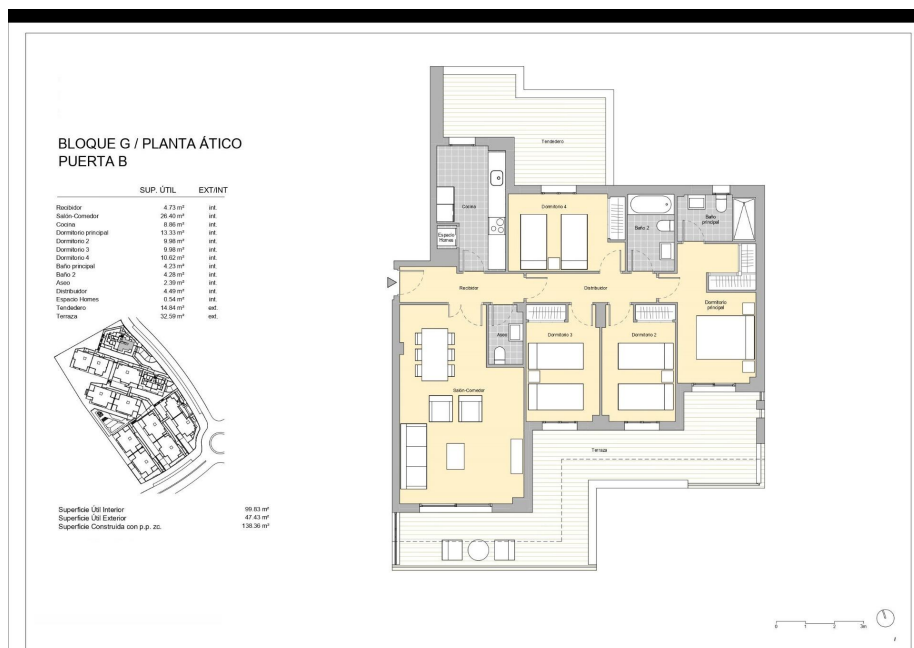 BLOQUE G / PLANTA ÁTICO
PUERTA B
SUP. ÚTIL EXT/INT
Recibidor 4.73 m² int.
Salón-Comedor 26.40 m² int.
Cocina 8.86 m² int.
Dormitorio principal 13.33 m² int.
Dormitorio 2 9.98 m² int.
Dormitorio 3 9.98 m² int.
Dormitorio 4 10.62 m² int.
Baño principal 4.23 m² int.
Baño 2 4.28 m² int.
Aseo 2.39 m² int.
Distribuidor 4.49 m² int.
Espacio Homes 0.54 m² int.
Tendedero 14.84 m² ext.
Terraza 32.59 m² ext.
Superficie Útil Interior 99.83 m²
Superficie Útil Exterior 47.43 m²
Superficie Construida con p.p. zc. 138.36 m²
Tendedero
Cocina
Dormitorio 4
Baño 2
Baño
principal
Espacio
Homes
Recibidor
Distribuidor
Dormitorio
principal
Aseo
Dormitorio 3
Dormitorio 2
Salón-Comedor
Terraza
0 1 2 3m